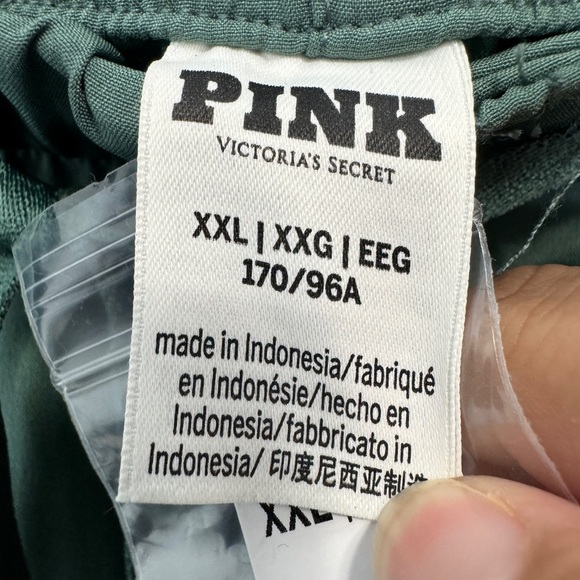 PINK
VICTORIA'S SECRET
XXL | XXG | EEG
170/96A
made in Indonesia/fabriqué
en Indonésie/hecho en
Indonesia/fabbricato in
Indonesia/ 印度尼西亚制造
XXL